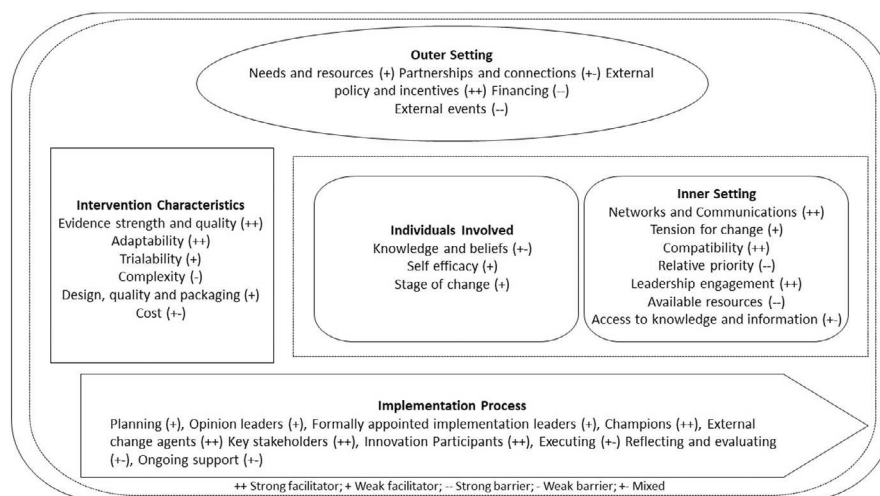 Outer Setting
Needs and resources (+) Partnerships and connections (+-) External
policy and incentives (++) Financing (--)
External events (--)
Intervention Characteristics
Evidence strength and quality (++)
Adaptability (++)
Trialability (+)
Complexity (-)
Design, quality and packaging (+)
Cost (+-)
Individuals Involved
Knowledge and beliefs (+-)
Self efficacy (+)
Stage of change (+)
Inner Setting
Networks and Communications (++)
Tension for change (+)
Compatibility (++)
Relative priority (--)
Leadership engagement (++)
Available resources (--)
Access to knowledge and information (+-)
Implementation Process
Planning (+), Opinion leaders (+), Formally appointed implementation leaders (+), Champions (++), External
change agents (++) Key stakeholders (++), Innovation Participants (++), Executing (+-) Reflecting and evaluating
(+-), Ongoing support (+-)
++ Strong facilitator; + Weak facilitator; -- Strong barrier; - Weak barrier; +- Mixed